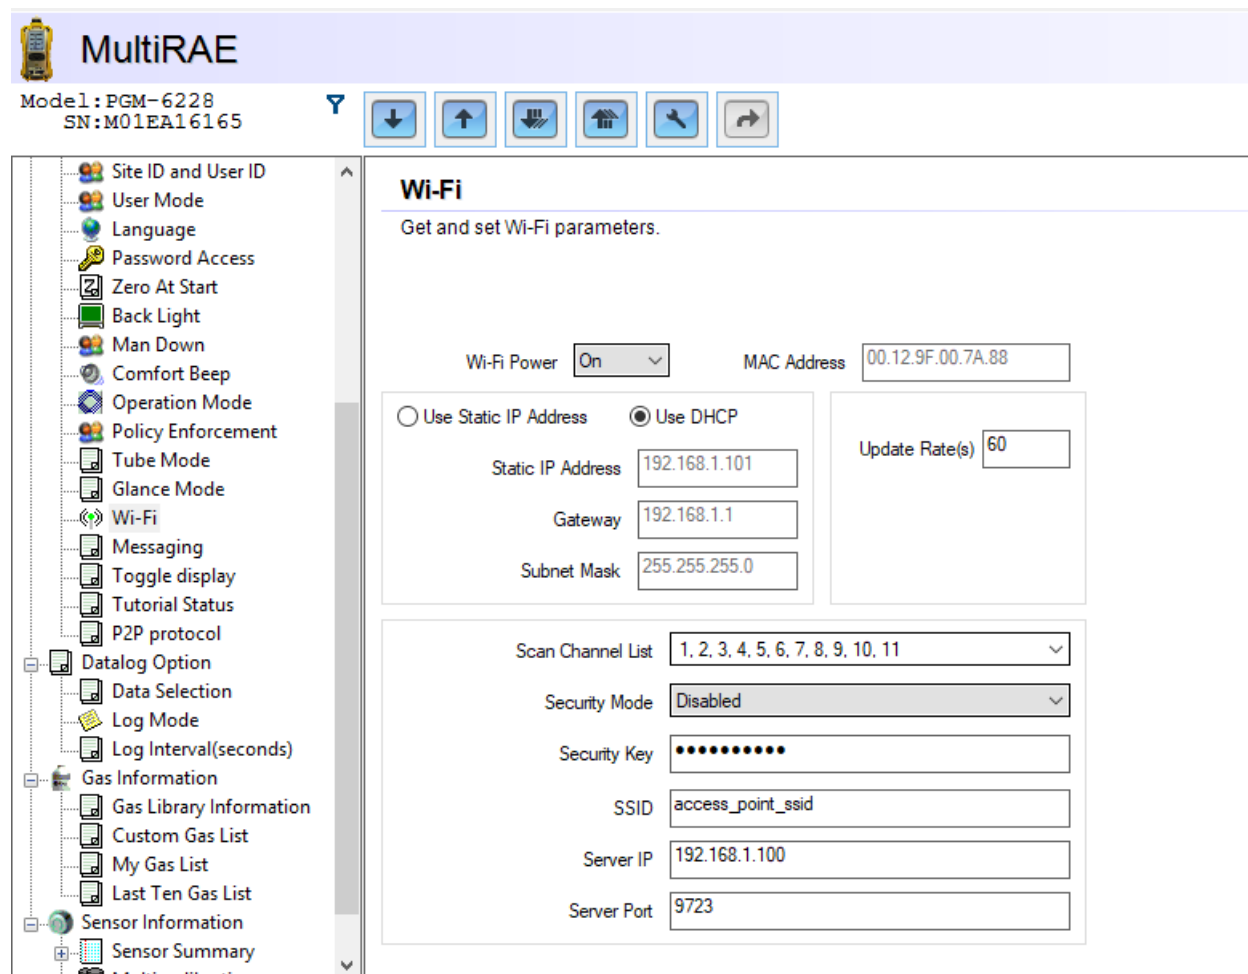 MultiRAE
Model:PGM-6228
SN:M01EA16165
Site ID and User ID
User Mode
Language
Password Access
Zero At Start
Back Light
Man Down
Comfort Beep
Operation Mode
Policy Enforcement
Tube Mode
Glance Mode
Wi-Fi
Messaging
Toggle display
Tutorial Status
P2P protocol
Datalog Option
Data Selection
Log Mode
Log Interval(seconds)
Gas Information
Gas Library Information
Custom Gas List
My Gas List
Last Ten Gas List
Sensor Information
Sensor Summary
Wi-Fi
Get and set Wi-Fi parameters.
Wi-Fi Power On MAC Address 00.12.9F.00.7A.88
Use Static IP Address Use DHCP
Static IP Address 192.168.1.101
Gateway 192.168.1.1
Subnet Mask 255.255.255.0
Update Rate(s) 60
Scan Channel List 1, 2, 3, 4, 5, 6, 7, 8, 9, 10, 11
Security Mode Disabled
Security Key ●●●●●●●●●●
SSID access_point_ssid
Server IP 192.168.1.100
Server Port 9723